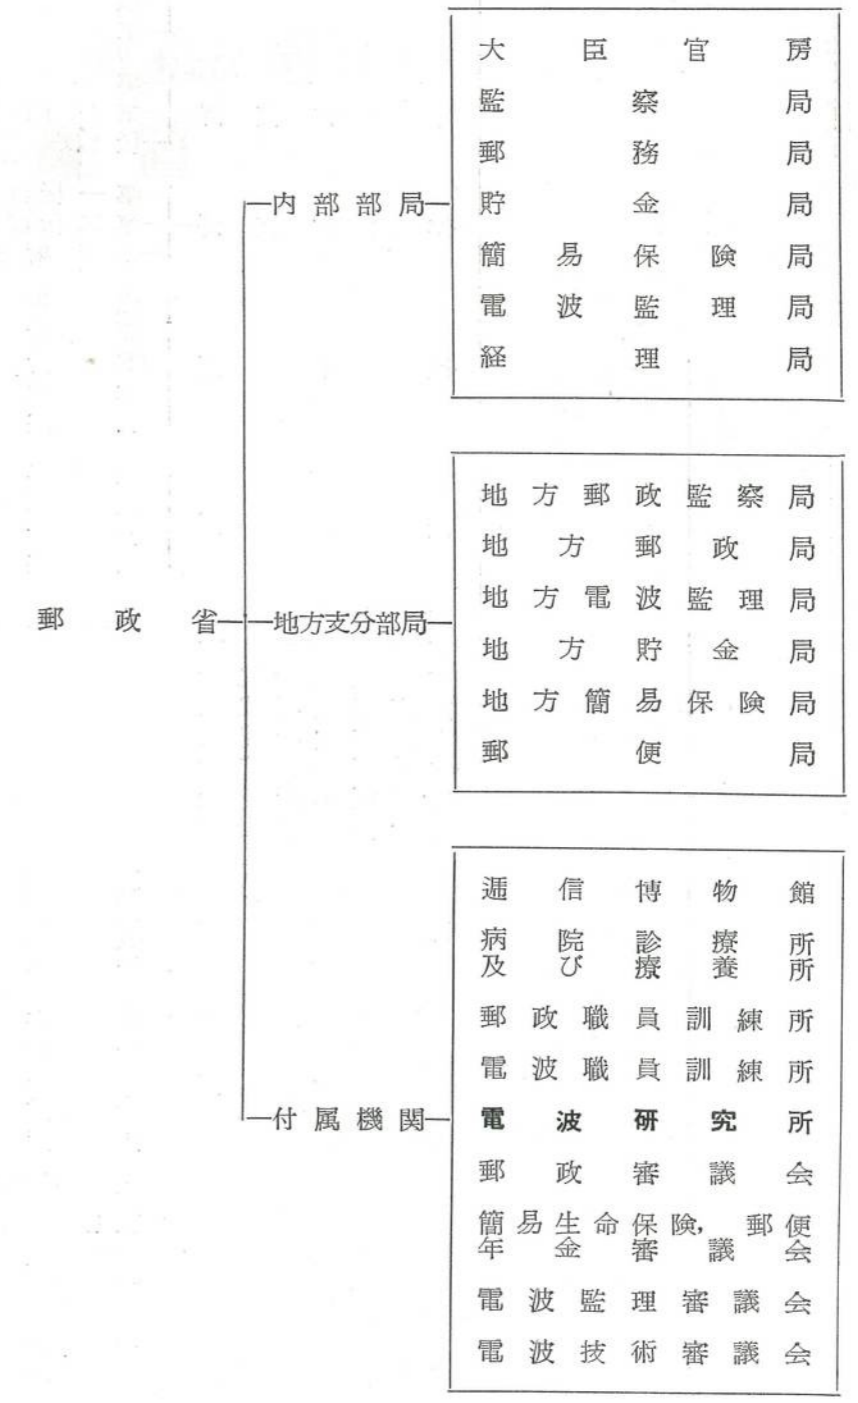 郵政省
内部部局
大臣官房
監察局
郵務局
貯金局
簡易保険局
電波監理局
経理局
地方支分部局
地方郵政監察局
地方郵政局
地方電波監理局
地方貯金局
地方簡易保険局
郵便局
付属機関
逓信博物館
病院診療所
及び療養所
郵政職員訓練所
電波職員訓練所
電波研究所
郵政審議会
簡易生命保険，郵便
年金審議会
電波監理審議会
電波技術審議会